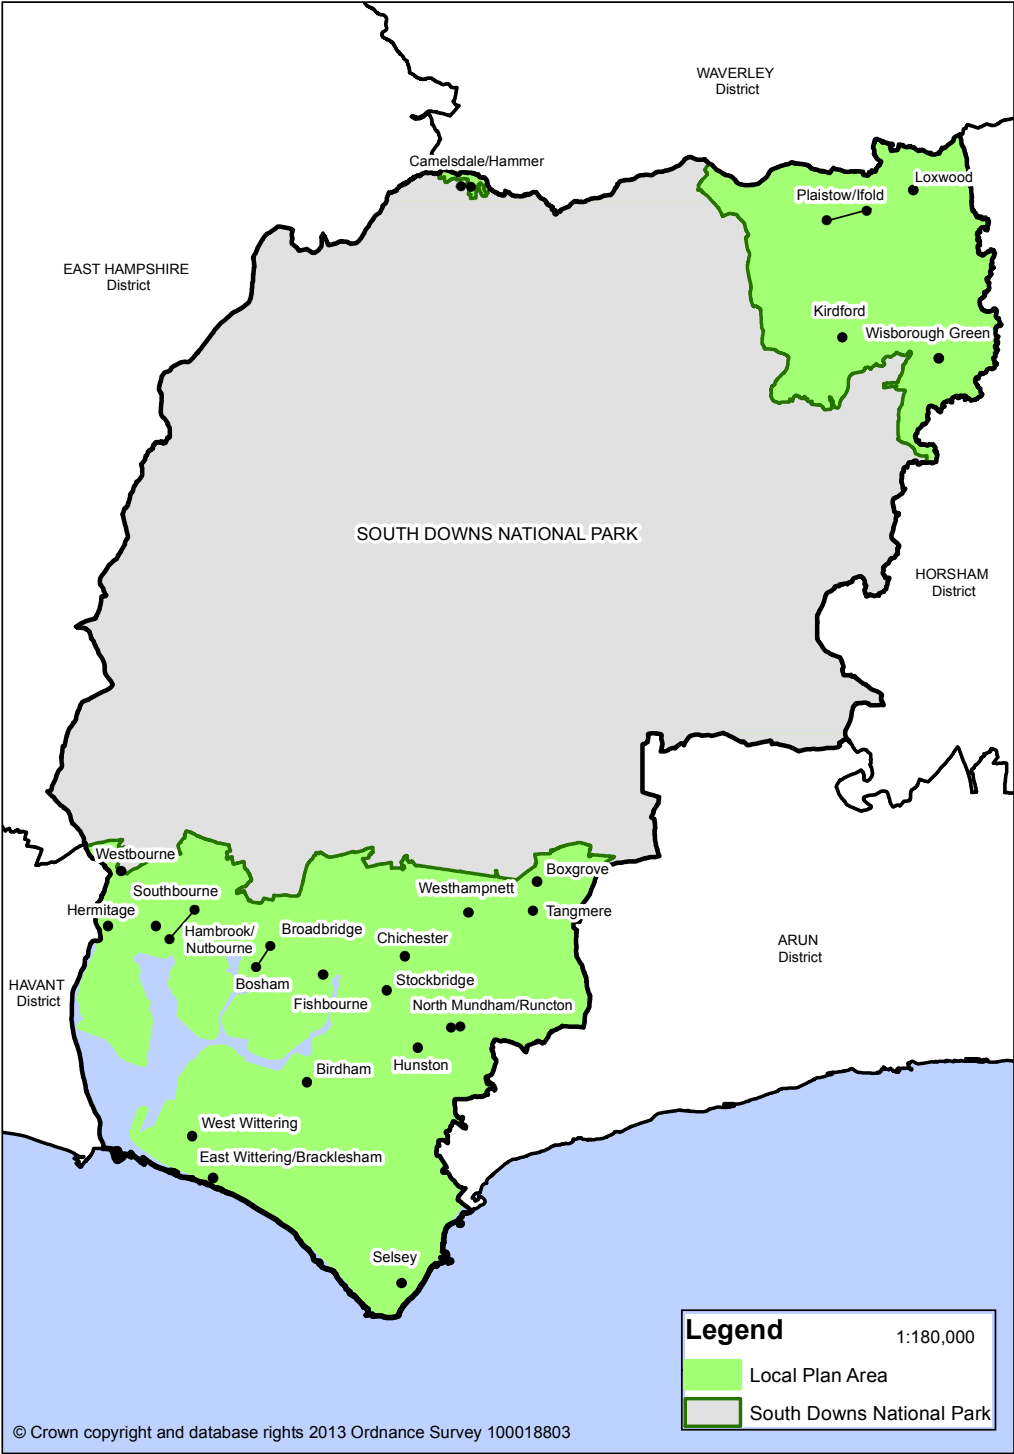 WAVERLEY
District
Camelsdale/Hammer
Loxwood
Plaistow/Ifold
EAST HAMPSHIRE
District
Kirdford
Wisborough Green
SOUTH DOWNS NATIONAL PARK
HORSHAM
District
Westbourne
Boxgrove
Westhampnett
Southbourne
Hermitage
Tangmere
Hambrook/
Nutbourne
Broadbridge
Chichester
ARUN
District
HAVANT
District
Bosham
Stockbridge
Fishbourne
North Mundham/Runcton
Hunston
Birdham
West Wittering
East Wittering/Bracklesham
Selsey
Legend
1:180,000
Local Plan Area
South Downs National Park
© Crown copyright and database rights 2013 Ordnance Survey 100018803